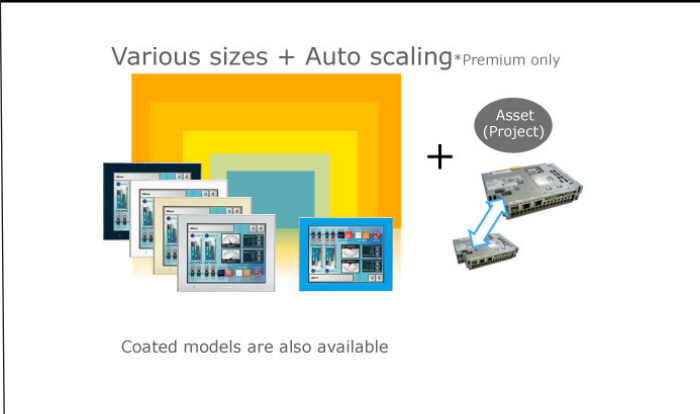 Various sizes + Auto scaling*Premium only
Asset
(Project)
+
Coated models are also available